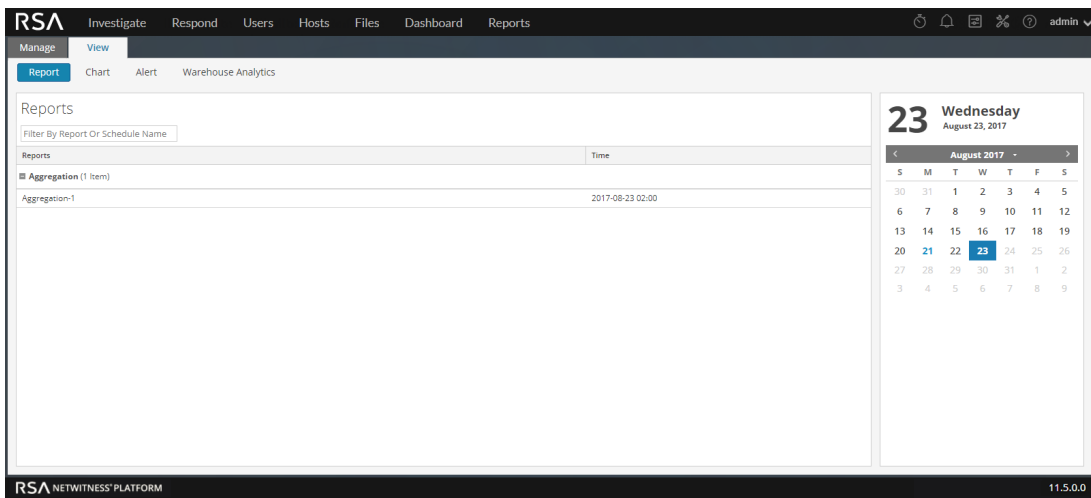 RSA Investigate Respond Users Hosts Files Dashboard Reports admin
Manage View
Report Chart Alert Warehouse Analytics
Reports
Filter By Report Or Schedule Name
Reports Time
Aggregation (1 Item)
Aggregation-1 2017-08-23 02:00
23 Wednesday
August 23, 2017
August 2017
S M T W T F S
30 31 1 2 3 4 5
6 7 8 9 10 11 12
13 14 15 16 17 18 19
20 21 22 23 24 25 26
27 28 29 30 31 1 2
3 4 5 6 7 8 9
RSA NETWITNESS® PLATFORM 11.5.0.0